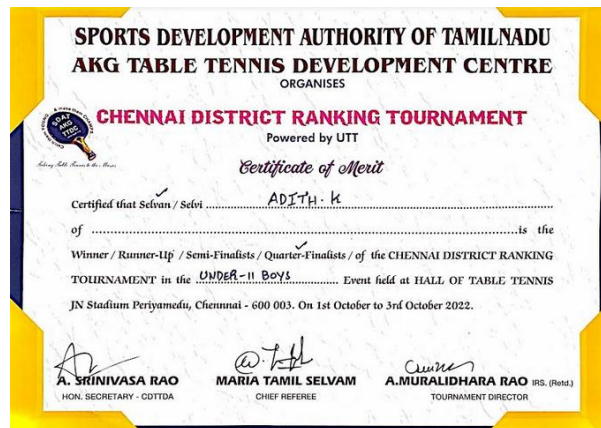 SPORTS DEVELOPMENT AUTHORITY OF TAMILNADU
AKG TABLE TENNIS DEVELOPMENT CENTRE
ORGANISES
CHENNAI DISTRICT RANKING TOURNAMENT
Powered by UTT
SDAT
AKG
TTDC
Certificate of Merit
Certified that Selvan / Selvi ADITH.K
of ................ is the
Winner / Runner-Up / Semi-Finalists / Quarter-Finalists / of the CHENNAI DISTRICT RANKING
TOURNAMENT in the UNDER-11 BOYS Event held at HALL OF TABLE TENNIS
JN Stadium Periyamedu, Chennnai - 600 003. On 1st October to 3rd October 2022.
A. SRINIVASA RAO MARIA TAMIL SELVAM A.MURALIDHARA RAO IRS. (Retd.)
HON. SECRETARY - CDTTDA CHIEF REFEREE TOURNAMENT DIRECTOR